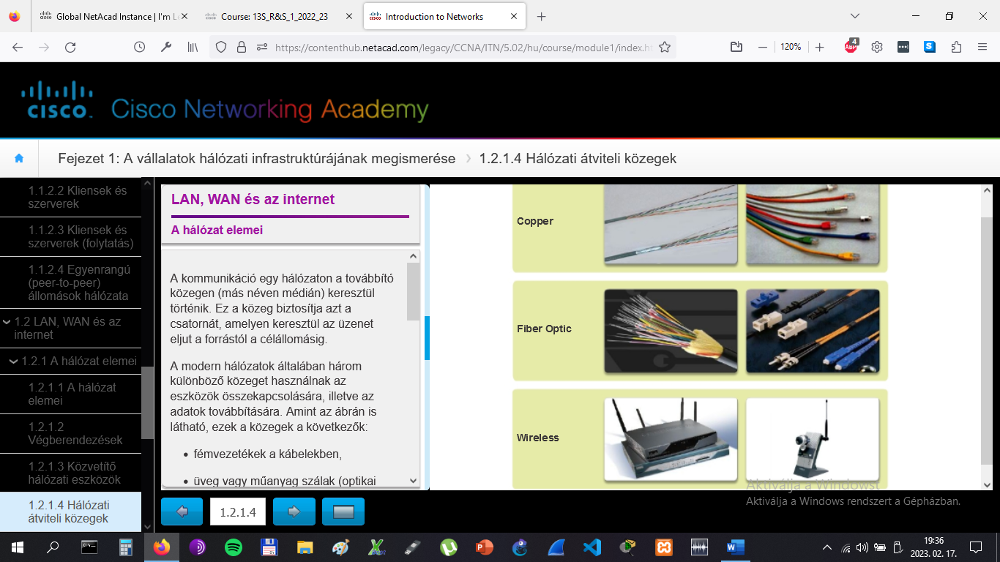 Global NetAcad Instance | I'm Le
Course: 13S_R&S_1_2022_23
Introduction to Networks
https://contenthub.netacad.com/legacy/CCNA/ITN/5.02/hu/course/module1/index.ht
120%
ABP
4
S
CISCO.
Cisco Networking Academy
Fejezet 1: A vállalatok hálózati infrastruktúrájának megismerése
1.2.1.4 Hálózati átviteli közegek
1.1.2.2 Kliensek és
szerverek
1.1.2.3 Kliensek és
szerverek (folytatás)
1.1.2.4 Egyenrangú
(peer-to-peer)
állomások hálózata
1.2 LAN, WAN és az
internet
1.2.1 A hálózat elemei
1.2.1.1 A hálózat
elemei
1.2.1.2
Végberendezések
1.2.1.3 Közvetítő
hálózati eszközök
1.2.1.4 Hálózati
átviteli közegek
LAN, WAN és az internet
A hálózat elemei
A kommunikáció egy hálózaton a továbbító
közegen (más néven médián) keresztül
történik. Ez a közeg biztosítja azt a
csatornát, amelyen keresztül az üzenet
eljut a forrástól a célállomásig.
A modern hálózatok általában három
különböző közeget használnak az
eszközök összekapcsolására, illetve az
adatok továbbítására. Amint az ábrán is
látható, ezek a közegek a következők:
• fémvezetékek a kábelekben,
• üveg vagy műanyag szálak (optikai
1.2.1.4
Copper
Fiber Optic
Wireless
Aktiválja a Windowst
Aktiválja a Windows rendszert a Gépházban.
19:36
2023. 02. 17.